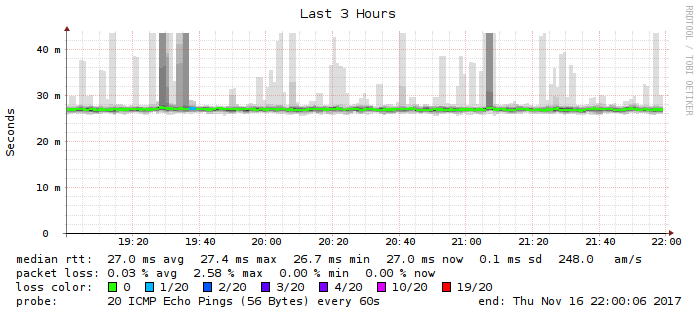 Last 3 Hours
RRDTOOL / TOBI OETIKER
Seconds
40 m
30 m
20 m
10 m
0
19:20 19:40 20:00 20:20 20:40 21:00 21:20 21:40 22:00
median rtt: 27.0 ms avg 27.4 ms max 26.7 ms min 27.0 ms now 0.1 ms sd 248.0 am/s
packet loss: 0.03 % avg 2.58 % max 0.00 % min 0.00 % now
loss color: 0 1/20 2/20 3/20 4/20 10/20 19/20
probe: 20 ICMP Echo Pings (56 Bytes) every 60s end: Thu Nov 16 22:00:06 2017